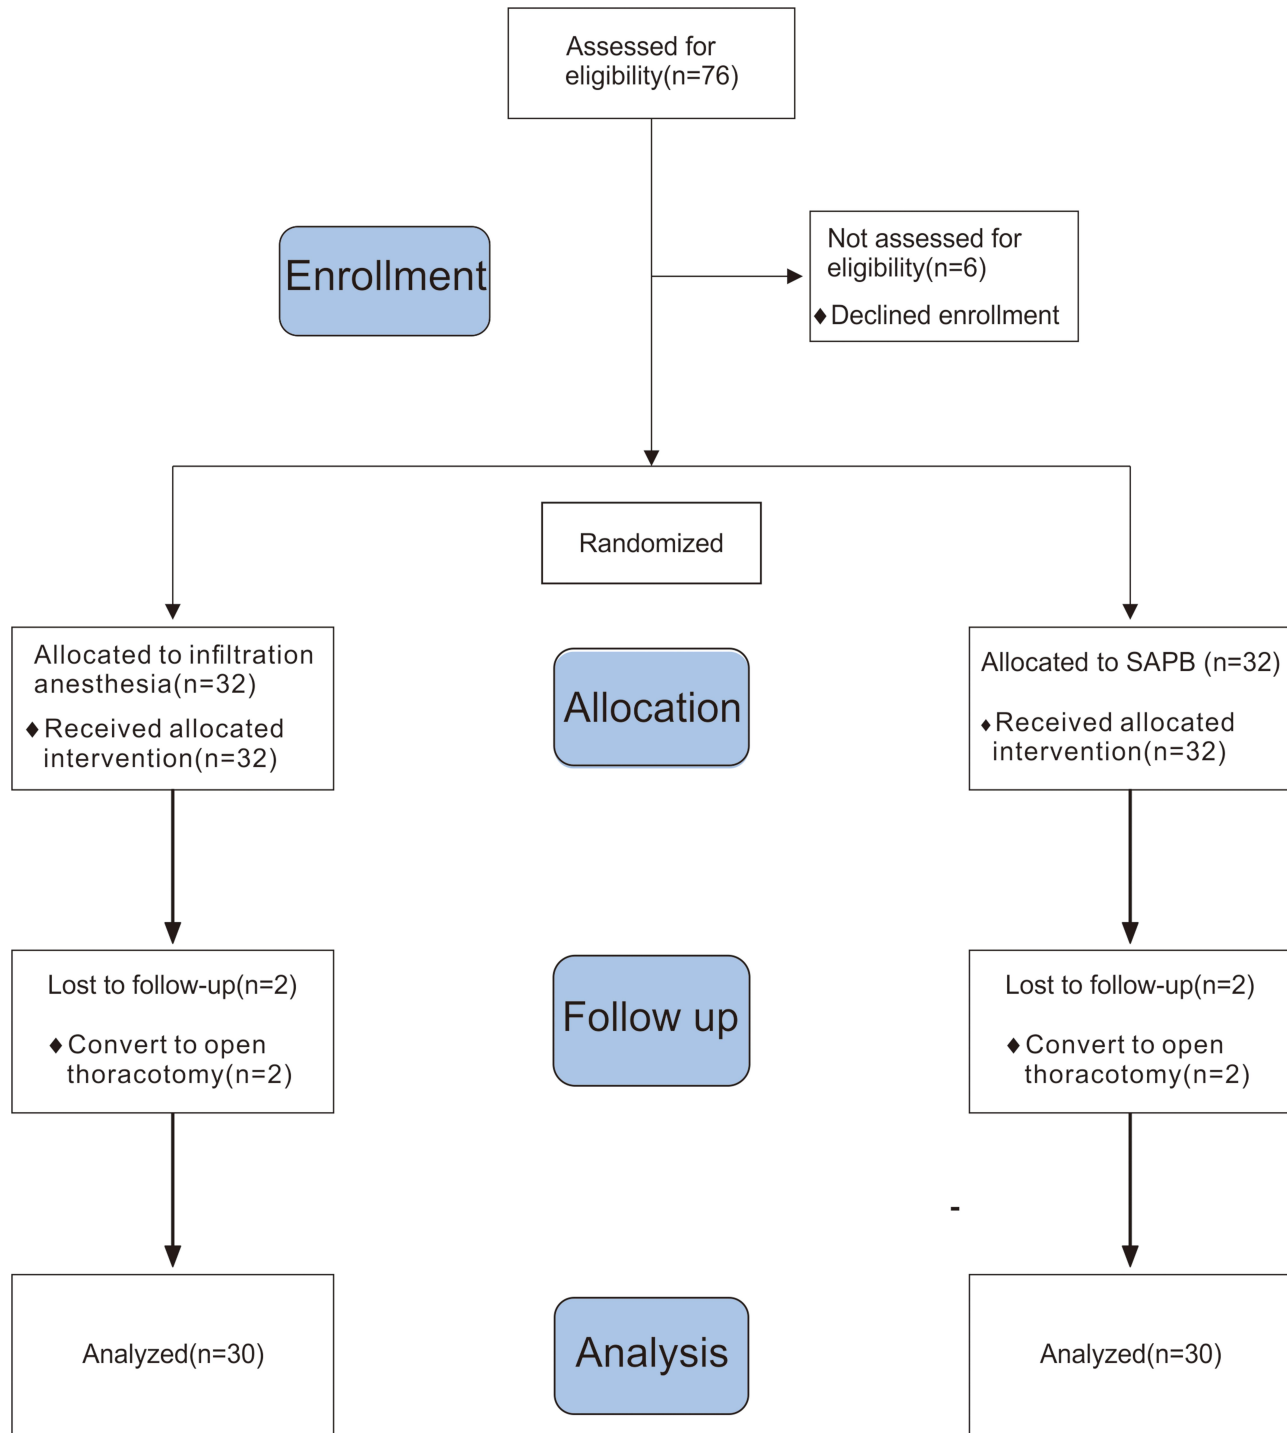 Assessed for
eligibility(n=76)
Enrollment
Not assessed for
eligibility(n=6)
♦ Declined enrollment
Randomized
Allocated to infiltration
anesthesia(n=32)
♦ Received allocated
intervention(n=32)
Allocation
Allocated to SAPB (n=32)
♦ Received allocated
intervention(n=32)
Lost to follow-up(n=2)
♦ Convert to open
thoracotomy(n=2)
Follow up
Lost to follow-up(n=2)
♦ Convert to open
thoracotomy(n=2)
-
Analyzed(n=30)
Analysis
Analyzed(n=30)